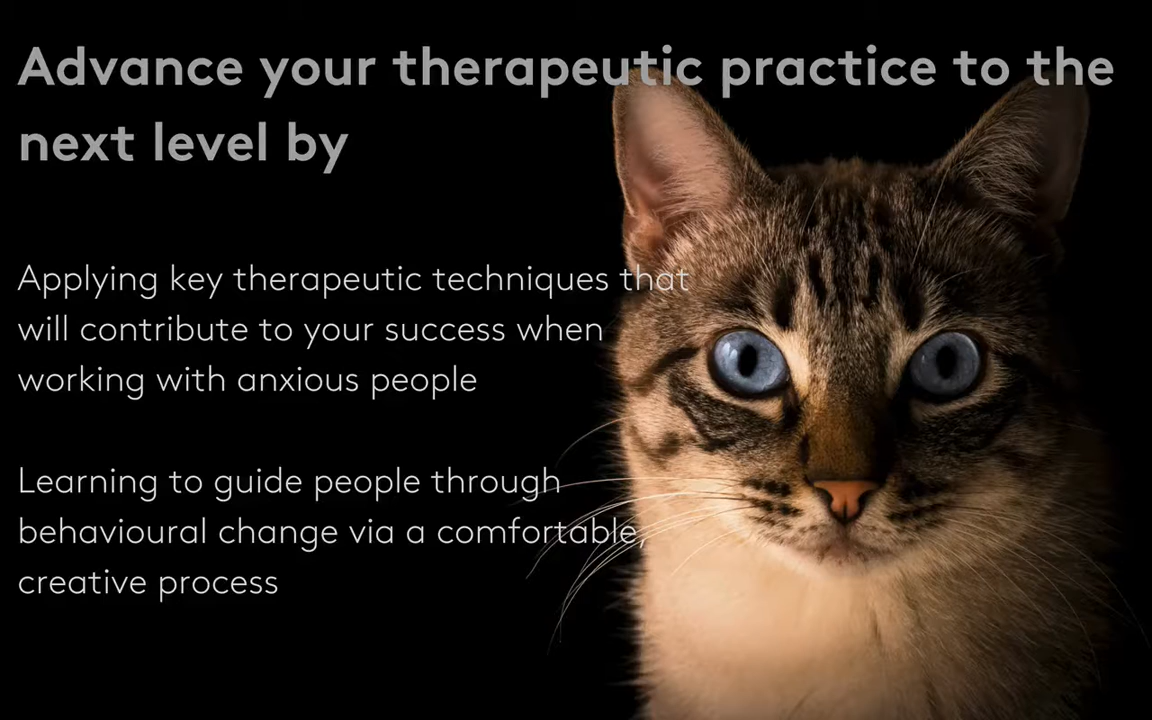 Advance your therapeutic practice to the
next level by
Applying key therapeutic techniques that
will contribute to your success when
working with anxious people
Learning to guide people through
behavioural change via a comfortable,
creative process